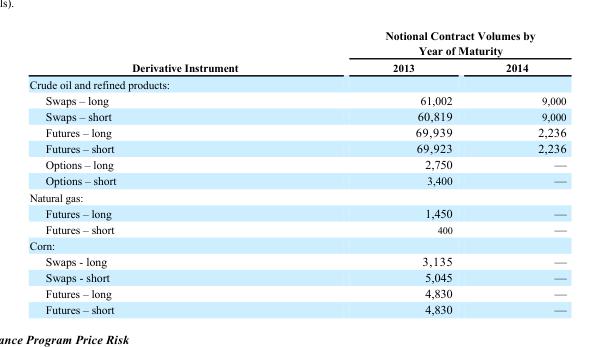 ls).
Notional Contract Volumes by
Year of Maturity
Derivative Instrument 2013 2014
Crude oil and refined products:
Swaps – long 61,002 9,000
Swaps – short 60,819 9,000
Futures – long 69,939 2,236
Futures – short 69,923 2,236
Options – long 2,750 —
Options – short 3,400 —
Natural gas:
Futures – long 1,450 —
Futures – short 400 —
Corn:
Swaps - long 3,135 —
Swaps - short 5,045 —
Futures – long 4,830 —
Futures – short 4,830 —
ance Program Price Risk